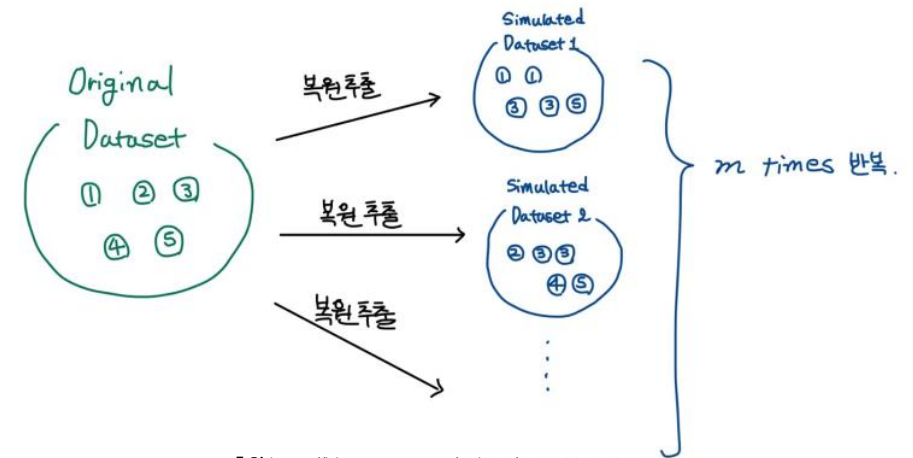 Original
Dataset
① ② ③
④ ⑤
복원추출
Simulated
Dataset 1
① ①
③ ③ ⑤
복원추출
Simulated
Dataset 2
② ③ ③
④ ⑤
복원추출
m times 반복.